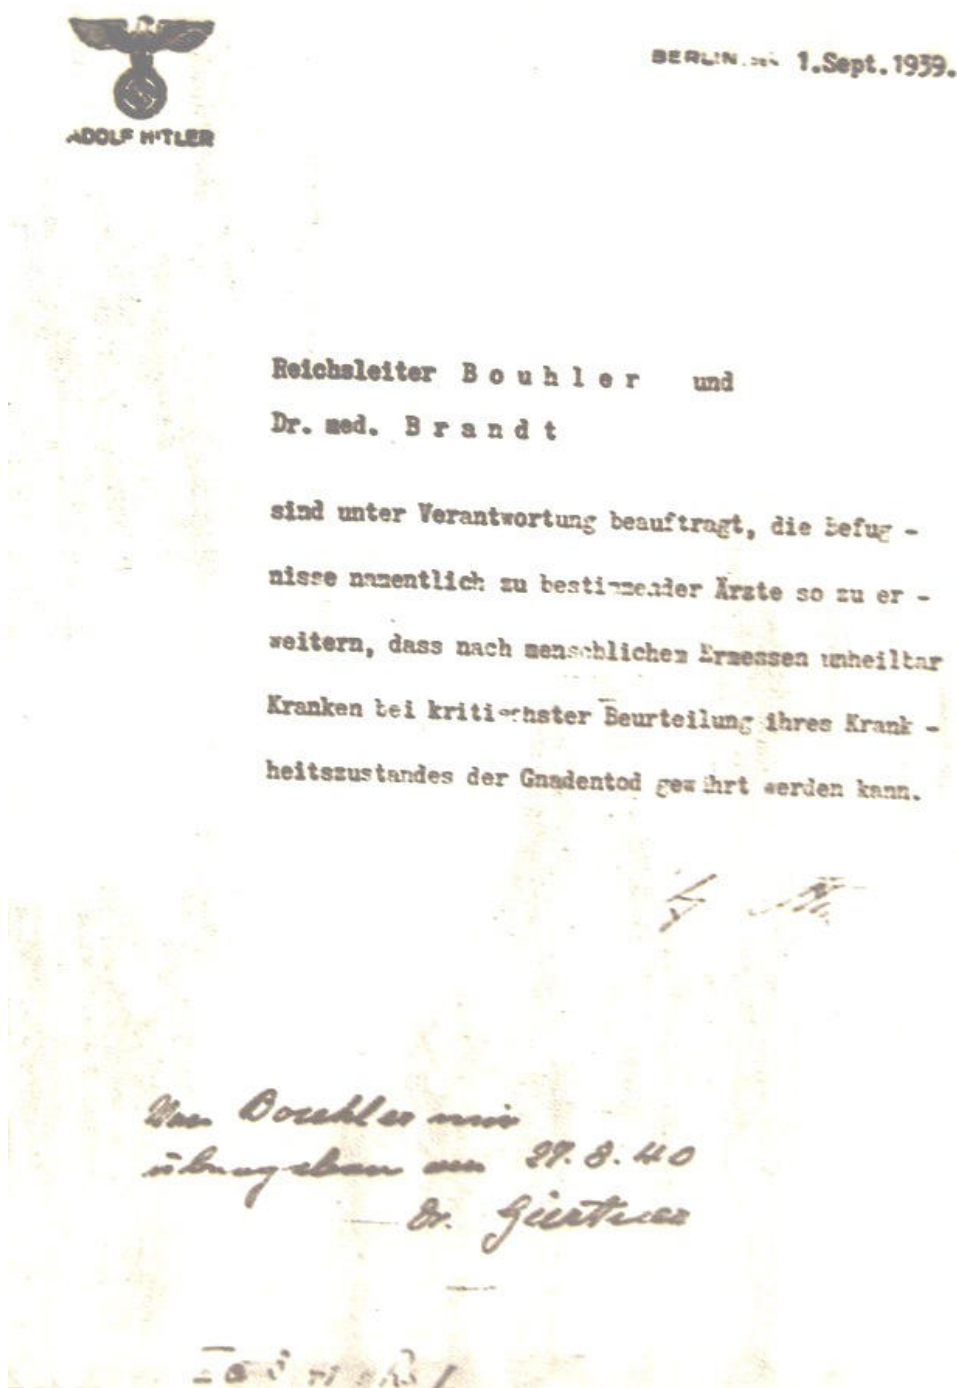 ADOLF HITLER
BERLIN, 1.Sept.1939.
Reichsleiter Bouhler und
Dr. med. Brandt
sind unter Verantwortung beauftragt, die Befug -
nisse namentlich zu bestimmender Ärzte so zu er -
weitern, dass nach menschlichem Ermessen unheilbar
Kranken bei kritischster Beurteilung ihres Krank -
heitszustandes der Gnadentod gewährt werden kann.
Von Bouhler mir
übergeben am 27.8.40
Dr. Gürtner